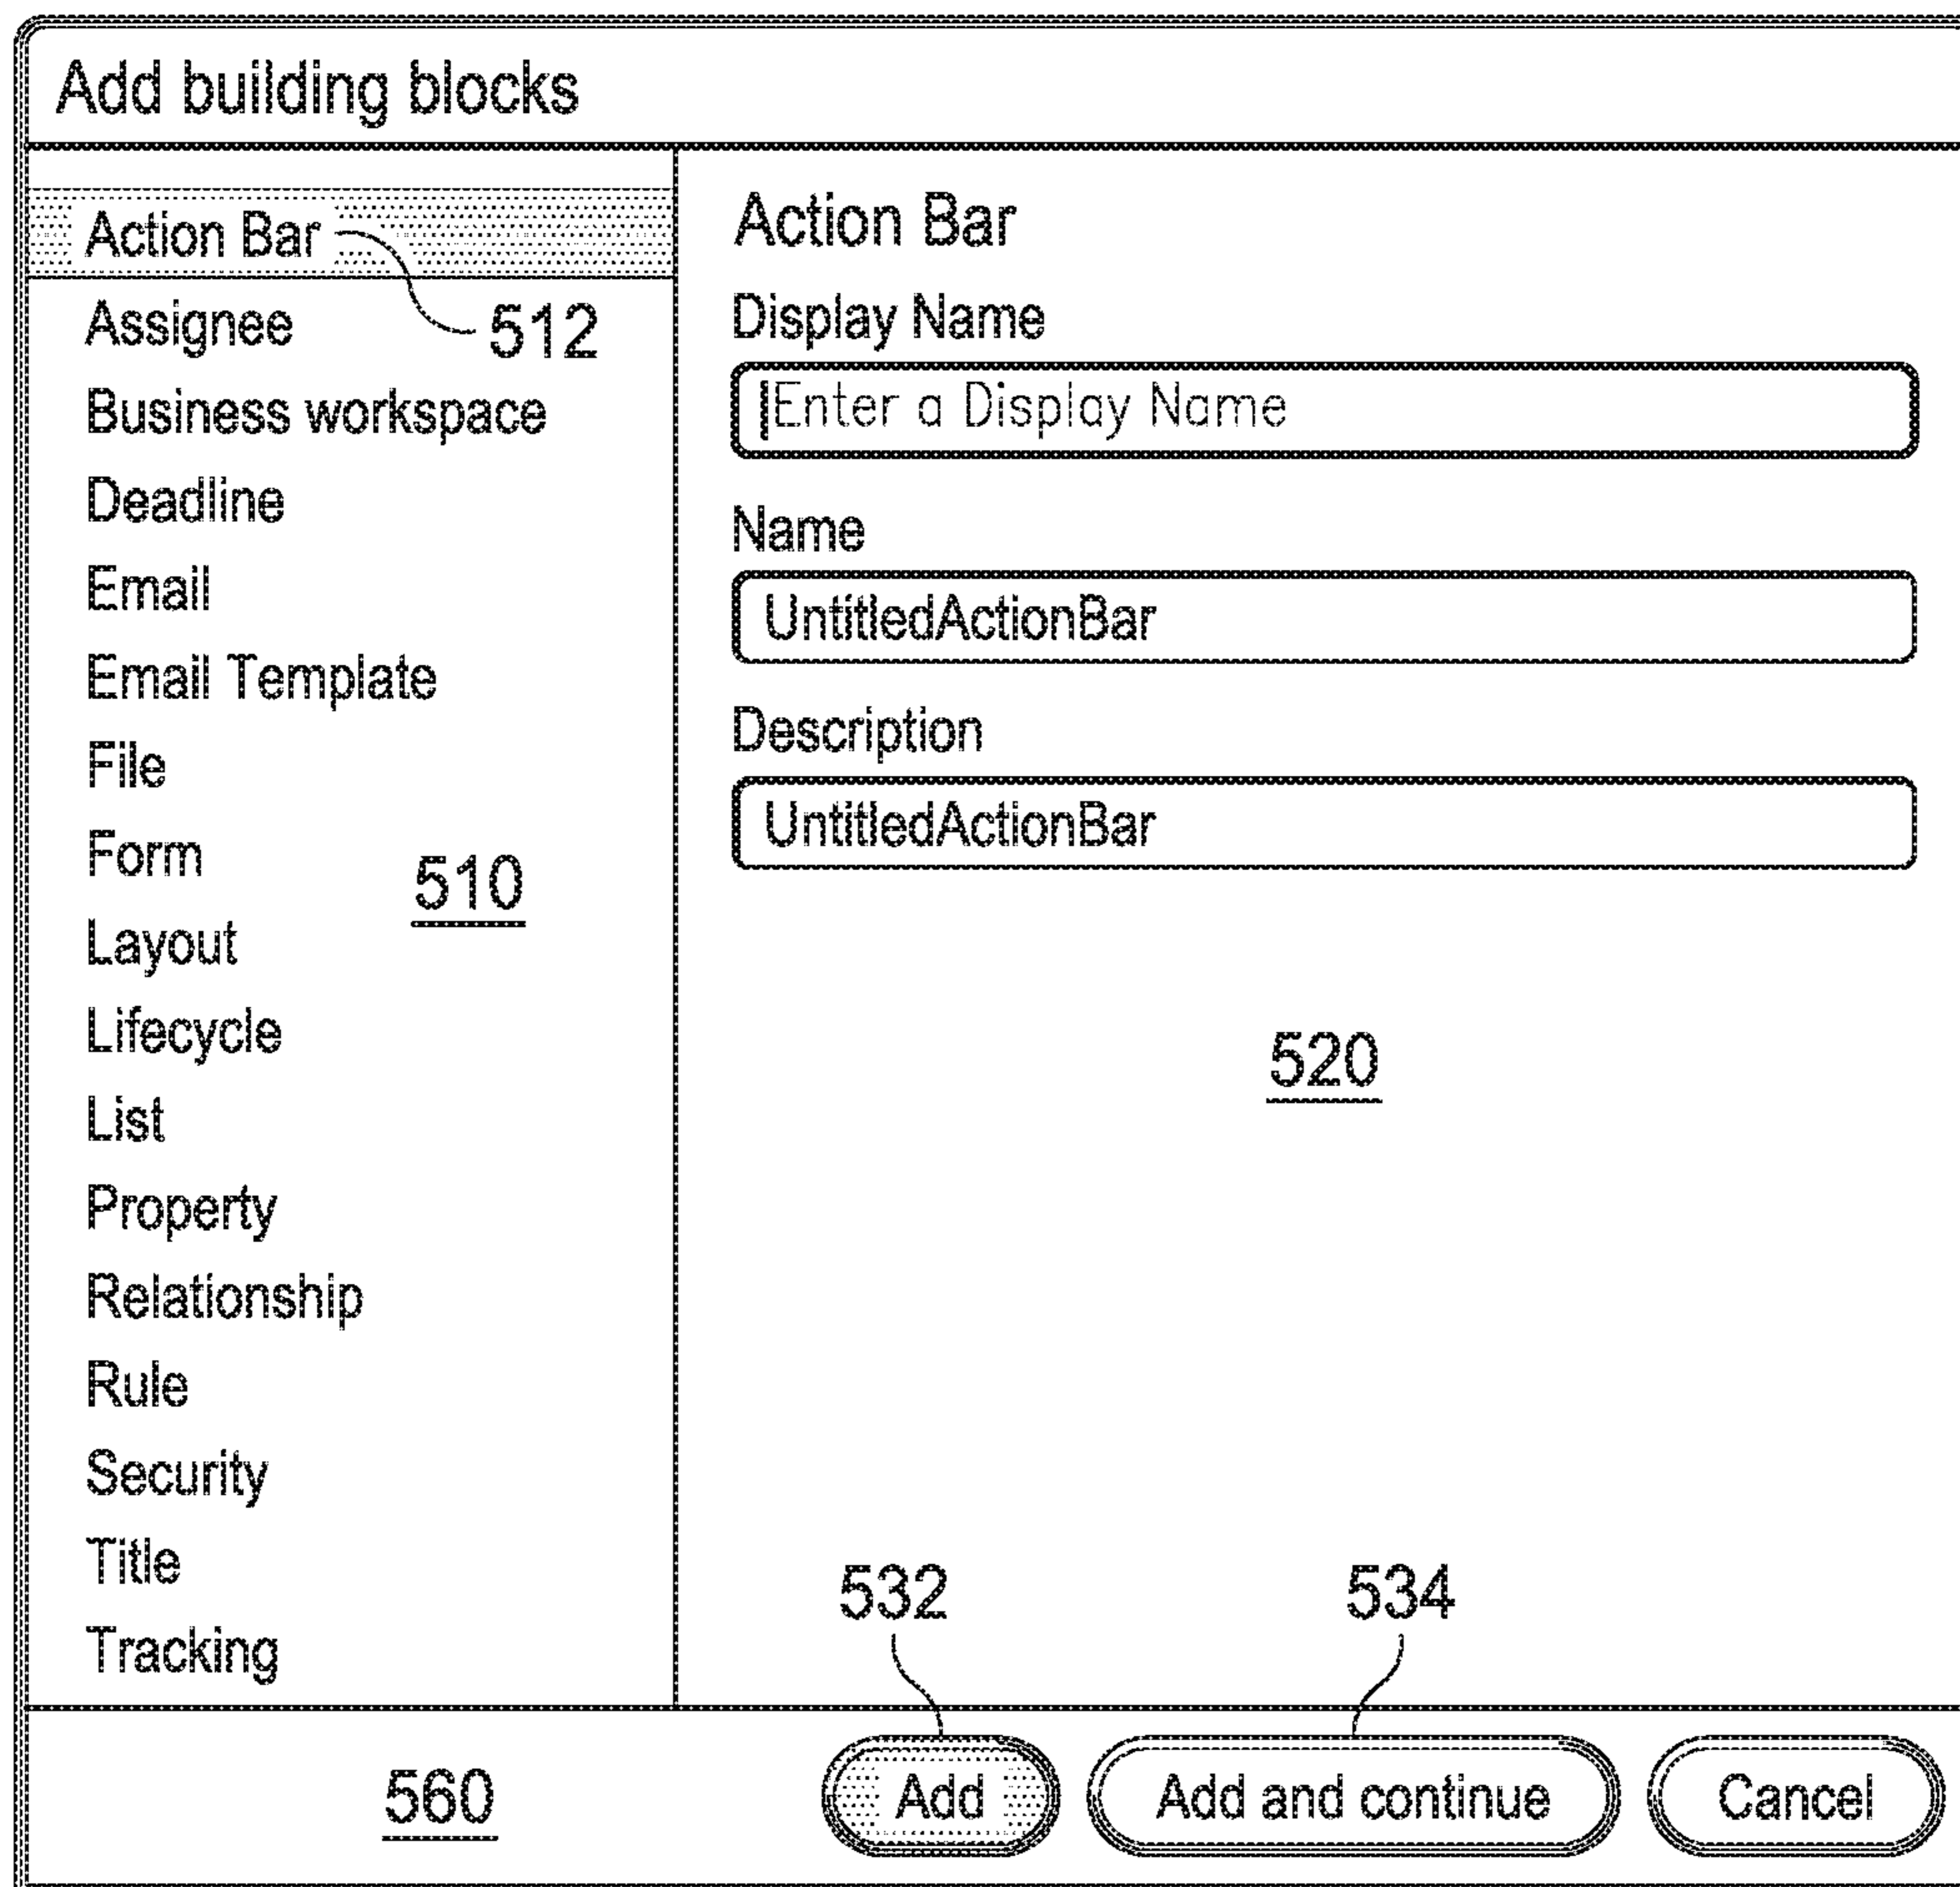 Add building blocks
Action Bar
512
Assignee
Business workspace
Deadline
Email
Email Template
File
Form
510
Layout
Lifecycle
List
Property
Relationship
Rule
Security
Title
Tracking
Action Bar
Display Name
Enter a Display Name
Name
UntitledActionBar
Description
UntitledActionBar
520
532
534
560
Add
Add and continue
Cancel